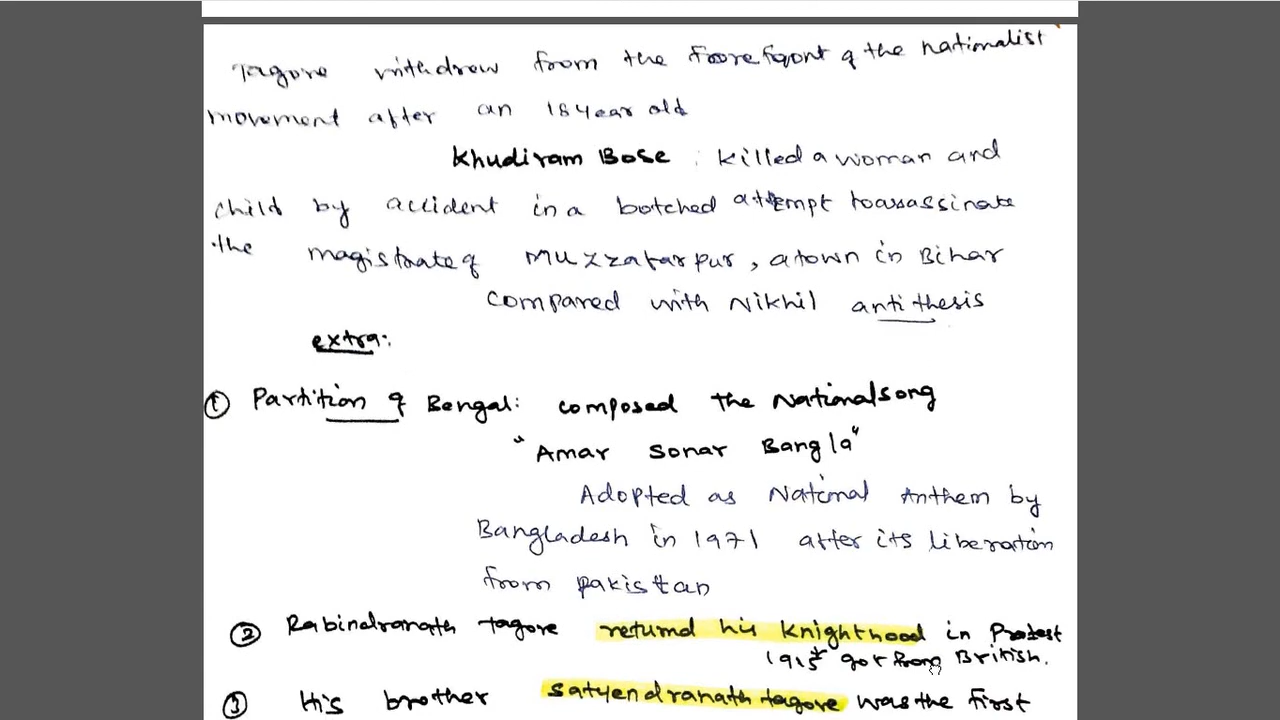 Tagore withdrew from the forefront of the nationalist
movement after an 18 year old
Khudiram Bose : killed a woman and
child by accident in a botched attempt to assassinate
the magistrate of Muzzafarpur, a town in Bihar
compared with Nikhil antithesis
extra:
① Partition of Bengal: composed the National song
"Amar Sonar Bangla"
Adopted as National Anthem by
Bangladesh in 1971 after its liberation
from pakistan
② Rabindranath tagore returnd his knighthood in Protest
1915 got from British.
③ His brother satyendranath tagore was the first